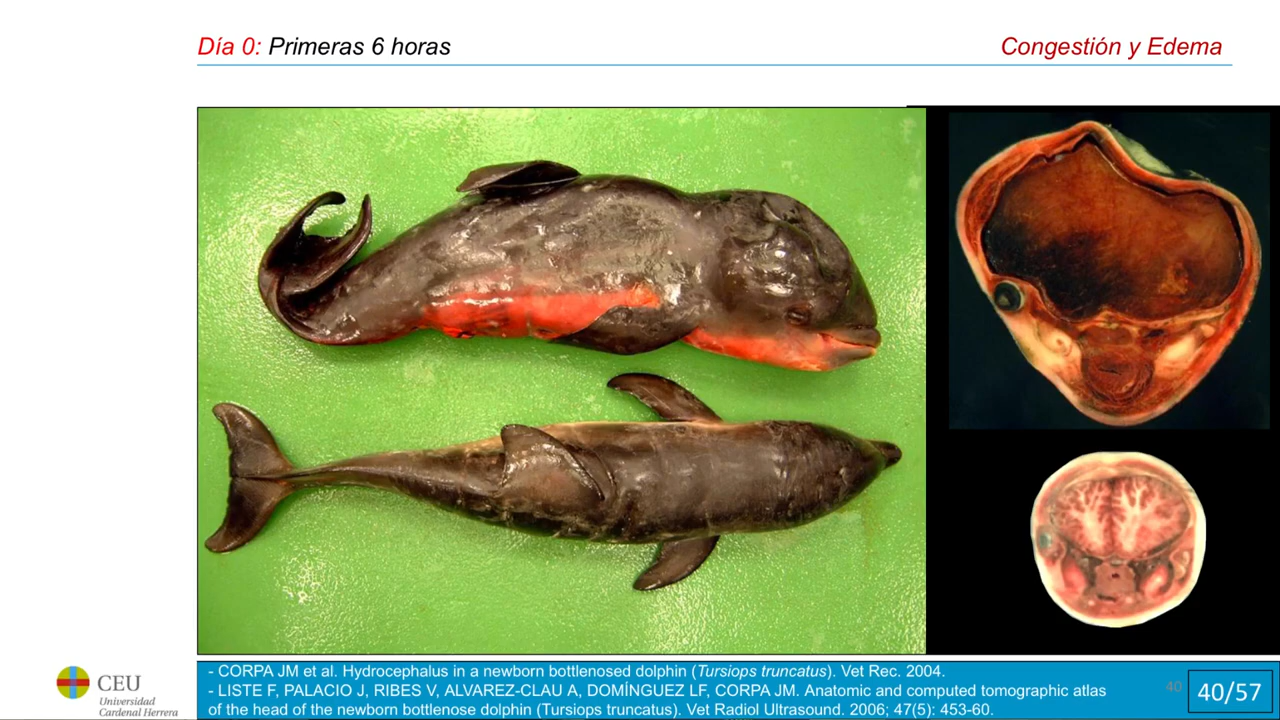 Día 0: Primeras 6 horas
Congestión y Edema
- CORPA JM et al. Hydrocephalus in a newborn bottlenosed dolphin (Tursiops truncatus). Vet Rec. 2004.
- LISTE F, PALACIO J, RIBES V, ALVAREZ-CLAU A, DOMÍNGUEZ LF, CORPA JM. Anatomic and computed tomographic atlas
of the head of the newborn bottlenose dolphin (Tursiops truncatus). Vet Radiol Ultrasound. 2006; 47(5): 453-60.
40
40/57
CEU
Universidad
Cardenal Herrera